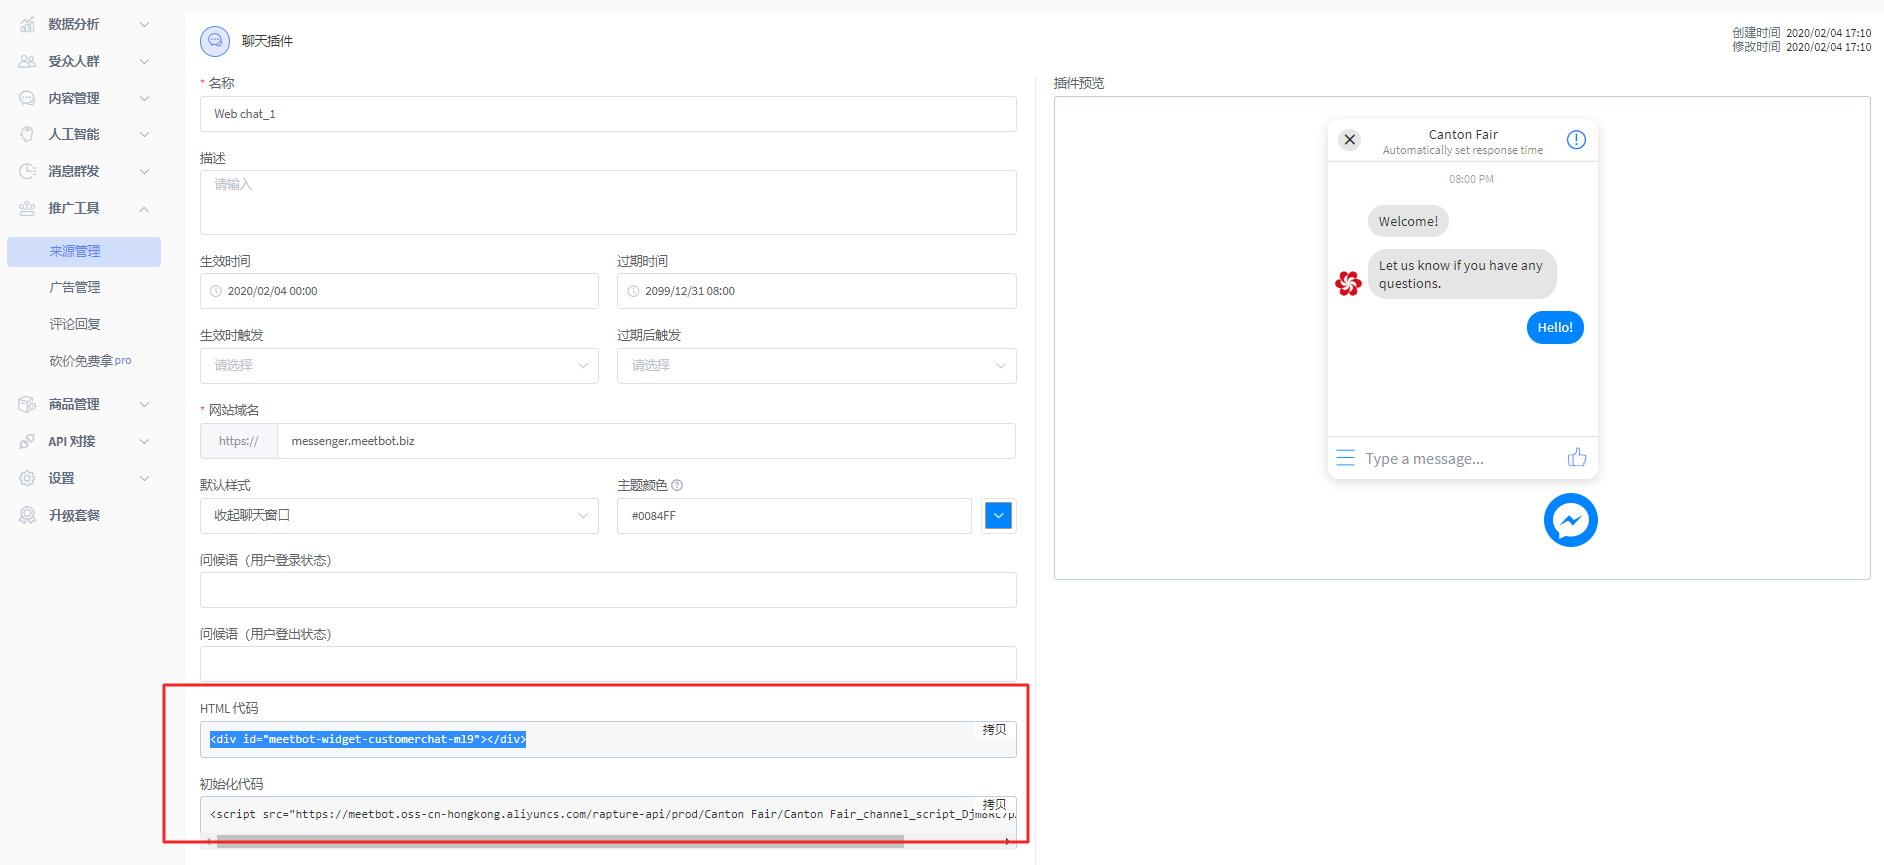 数据分析
受众人群
内容管理
人工智能
消息群发
推广工具
来源管理
广告管理
评论回复
砍价免费拿pro
商品管理
API 对接
设置
升级套餐
聊天插件
创建时间 2020/02/04 17:10
修改时间 2020/02/04 17:10
* 名称
Web chat_1
描述
请输入
生效时间
过期时间
2020/02/04 00:00
2099/12/31 08:00
生效时触发
过期后触发
请选择
请选择
* 网站域名
https://
messenger.meetbot.biz
默认样式
主题颜色
收起聊天窗口
#0084FF
问候语（用户登录状态）
问候语（用户登出状态）
HTML 代码
拷贝
<div id="meetbot-widget-customerchat-ml9"></div>
初始化代码
拷贝
<script src="https://meetbot.oss-cn-hongkong.aliyuncs.com/rapture-api/prod/Canton Fair/Canton Fair_channel_script_
插件预览
Canton Fair
Automatically set response time
08:00 PM
Welcome!
Let us know if you have any
questions.
Hello!
Type a message...